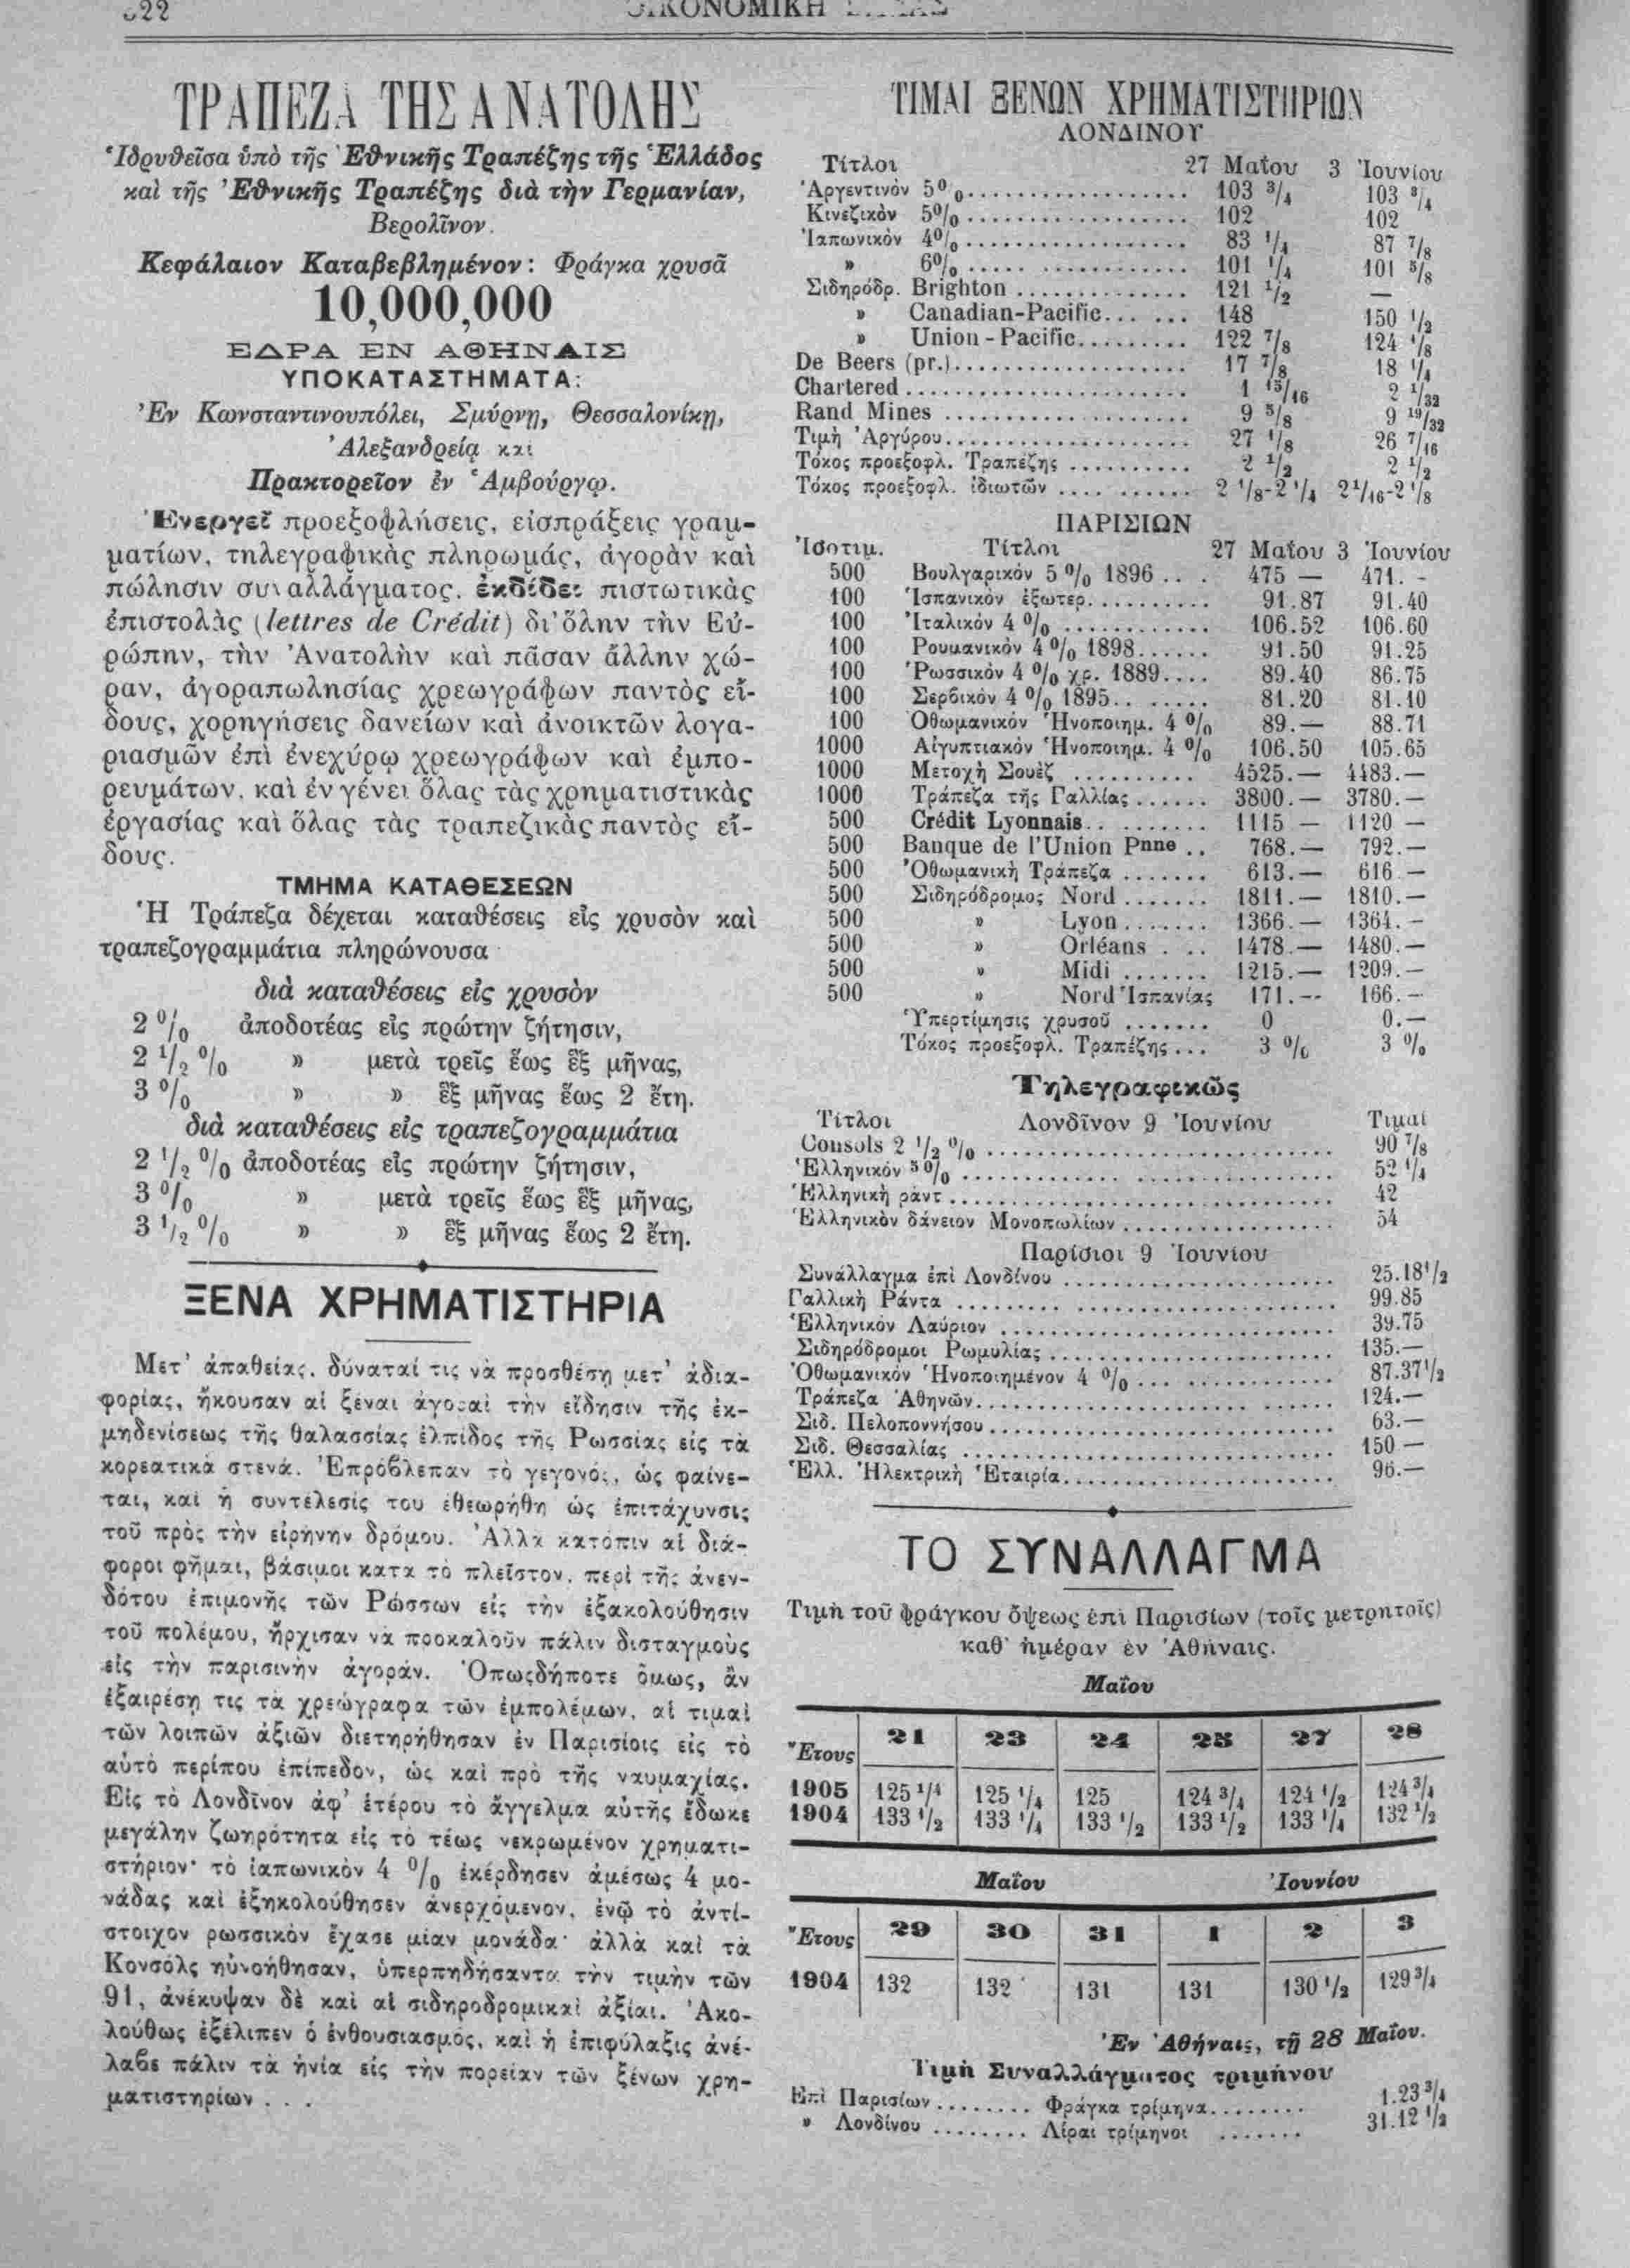 ΤΡΑΠΕΖΑ ΤΗΣ ΑΝΑΤΟΛΗΣ
Ἱδρυθεῖσα ὑπὸ τῆς Ἐθνικῆς Τραπέζης τῆς Ἑλλάδος
καὶ τῆς Ἐθνικῆς Τραπέζης διὰ τὴν Γερμανίαν,
Βερολῖνον.
Κεφάλαιον Καταβεβλημένον: Φράγκα χρυσᾶ
10,000,000
ΕΔΡΑ ΕΝ ΑΘΗΝΑΙΣ
ΥΠΟΚΑΤΑΣΤΗΜΑΤΑ:
Ἐν Κωνσταντινουπόλει, Σμύρνῃ, Θεσσαλονίκῃ,
Ἀλεξανδρείᾳ καὶ
Πρακτορεῖον ἐν Ἁμβούργῳ.
Ἐνεργεῖ προεξοφλήσεις, εἰσπράξεις γραμ-
ματίων, τηλεγραφικὰς πληρωμάς, ἀγορὰν καὶ
πώλησιν συναλλάγματος, ἐκδίδει πιστωτικὰς
ἐπιστολὰς (lettres de Crédit) δι' ὅλην τὴν Εὐ-
ρώπην, τὴν Ἀνατολὴν καὶ πᾶσαν ἄλλην χώ-
ραν, ἀγοραπωλησίας χρεωγράφων παντὸς εἴ-
δους, χορηγήσεις δανείων καὶ ἀνοικτῶν λογα-
ριασμῶν ἐπὶ ἐνεχύρῳ χρεωγράφων καὶ ἐμπο-
ρευμάτων, καὶ ἐν γένει ὅλας τὰς χρηματιστικὰς
ἐργασίας καὶ ὅλας τὰς τραπεζικὰς παντὸς εἴ-
δους.
ΤΜΗΜΑ ΚΑΤΑΘΕΣΕΩΝ
Ἡ Τράπεζα δέχεται καταθέσεις εἰς χρυσὸν καὶ
τραπεζογραμμάτια πληρώνουσα
διὰ καταθέσεις εἰς χρυσὸν
2 % ἀποδοτέας εἰς πρώτην ζήτησιν,
2 1/2 % » μετὰ τρεῖς ἕως ἓξ μῆνας,
3 % » » ἓξ μῆνας ἕως 2 ἔτη.
διὰ καταθέσεις εἰς τραπεζογραμμάτια
2 1/2 % ἀποδοτέας εἰς πρώτην ζήτησιν,
3 % » μετὰ τρεῖς ἕως ἓξ μῆνας,
3 1/2 % » » ἓξ μῆνας ἕως 2 ἔτη.
ΞΕΝΑ ΧΡΗΜΑΤΙΣΤΗΡΙΑ
Μετ' ἀπαθείας, δύναταί τις νὰ προσθέσῃ μετ' ἀδια-
φορίας, ἤκουσαν αἱ ξέναι ἀγοραὶ τὴν εἴδησιν τῆς ἐκ-
μηδενίσεως τῆς θαλασσίας ἐλπίδος τῆς Ρωσσίας εἰς τὰ
κορεατικὰ στενά. Ἐπρόβλεπαν τὸ γεγονός, ὡς φαίνε-
ται, καὶ ἡ συντέλεσίς του ἐθεωρήθη ὡς ἐπιτάχυνσις
τοῦ πρὸς τὴν εἰρήνην δρόμου. Ἀλλὰ κατόπιν αἱ διά-
φοροι φῆμαι, βάσιμοι κατὰ τὸ πλεῖστον, περὶ τῆς ἀνεν-
δότου ἐπιμονῆς τῶν Ρώσσων εἰς τὴν ἐξακολούθησιν
τοῦ πολέμου, ἤρχισαν νὰ προκαλοῦν πάλιν δισταγμοὺς
εἰς τὴν παρισινὴν ἀγοράν. Ὁπωςδήποτε ὅμως, ἂν
ἐξαιρέσῃ τις τὰ χρεώγραφα τῶν ἐμπολέμων, αἱ τιμαὶ
τῶν λοιπῶν ἀξιῶν διετηρήθησαν ἐν Παρισίοις εἰς τὸ
αὐτὸ περίπου ἐπίπεδον, ὡς καὶ πρὸ τῆς ναυμαχίας.
Εἰς τὸ Λονδῖνον ἀφ' ἑτέρου τὸ ἄγγελμα αὐτῆς ἔδωκε
μεγάλην ζωηρότητα εἰς τὸ τέως νεκρωμένον χρηματι-
στήριον· τὸ ἰαπωνικὸν 4 % ἐκέρδησεν ἀμέσως 4 μο-
νάδας καὶ ἐξηκολούθησεν ἀνερχόμενον, ἐνῷ τὸ ἀντί-
στοιχον ρωσσικὸν ἔχασε μίαν μονάδα· ἀλλὰ καὶ τὰ
Κονσὸλς ηὐνοήθησαν, ὑπερπηδήσαντα τὴν τιμὴν τῶν
91, ἀνέκυψαν δὲ καὶ αἱ σιδηροδρομικαὶ ἀξίαι. Ἀκο-
λούθως ἐξέλιπεν ὁ ἐνθουσιασμός, καὶ ἡ ἐπιφύλαξις ἀνέ-
λαβε πάλιν τὰ ἡνία εἰς τὴν πορείαν τῶν ξένων χρη-
ματιστηρίων . . .
ΤΙΜΑΙ ΞΕΝΩΝ ΧΡΗΜΑΤΙΣΤΗΡΙΩΝ
ΛΟΝΔΙΝΟΥ
Τίτλοι 27 Μαΐου 3 Ἰουνίου
Ἀργεντινὸν 5% 103 3/4 103 3/4
Κινεζικὸν 5% 102 102
Ἰαπωνικὸν 4% 83 1/4 87 7/8
» 6% 101 1/4 101 5/8
Σιδηρόδρ. Brighton 121 1/2 —
» Canadian-Pacific 148 150 1/2
» Union-Pacific 122 7/8 124 1/8
De Beers (pr.) 17 7/8 18 1/4
Chartered 1 15/16 2 1/32
Rand Mines 9 5/8 9 19/32
Τιμὴ Ἀργύρου 27 1/8 26 7/16
Τόκος προεξοφλ. Τραπέζης 2 1/2 2 1/2
Τόκος προεξοφλ. ἰδιωτῶν 2 1/8-2 1/4 2 1/16-2 1/8
ΠΑΡΙΣΙΩΝ
Ἰσοτιμ. Τίτλοι 27 Μαΐου 3 Ἰουνίου
500 Βουλγαρικὸν 5 % 1896 475 — 471. -
100 Ἱσπανικὸν ἐξωτερ. 91.87 91.40
100 Ἰταλικὸν 4 % 106.52 106.60
100 Ρουμανικὸν 4 % 1898 91.50 91.25
100 Ῥωσσικὸν 4 % χρ. 1889 89.40 86.75
100 Σερβικὸν 4 % 1895 81.20 81.10
100 Ὀθωμανικὸν Ἡνοποιημ. 4 % 89.— 88.71
1000 Αἰγυπτιακὸν Ἡνοποιημ. 4 % 106.50 105.65
1000 Μετοχὴ Σουὲζ 4525.— 4483.—
1000 Τράπεζα τῆς Γαλλίας 3800.— 3780.—
500 Crédit Lyonnais 1115 — 1120 —
500 Banque de l'Union Pnne 768.— 792.—
500 Ὀθωμανικὴ Τράπεζα 613.— 616 —
500 Σιδηρόδρομος Nord 1811.— 1810.—
500 » Lyon 1366.— 1364.-
500 » Orléans 1478.— 1480.—
500 » Midi 1215.— 1209.—
500 » Nord Ἱσπανίας 171.-- 166.—
Ὑπερτίμησις χρυσοῦ 0 0.—
Τόκος προεξοφλ. Τραπέζης 3 % 3 %
Τηλεγραφικῶς
Τίτλοι Λονδῖνον 9 Ἰουνίου Τιμαὶ
Consols 2 1/2 % 90 7/8
Ἑλληνικὸν 5% 52 1/4
Ἑλληνικὴ ράντ 42
Ἑλληνικὸν δάνειον Μονοπωλίων 54
Παρίσιοι 9 Ἰουνίου
Συνάλλαγμα ἐπὶ Λονδίνου 25.18 1/2
Γαλλικὴ Ράντα 99.85
Ἑλληνικὸν Λαύριον 39.75
Σιδηρόδρομοι Ρωμυλίας 135.—
Ὀθωμανικὸν Ἡνοποιημένον 4 % 87.37 1/2
Τράπεζα Ἀθηνῶν 124.—
Σιδ. Πελοποννήσου 63.—
Σιδ. Θεσσαλίας 150 —
Ἑλλ. Ἠλεκτρικὴ Ἑταιρία 96.—
ΤΟ ΣΥΝΑΛΛΑΓΜΑ
Τιμὴ τοῦ φράγκου ὄψεως ἐπὶ Παρισίων (τοῖς μετρητοῖς)
καθ' ἡμέραν ἐν Ἀθήναις.
Μαΐου
Ἔτους 21 23 24 25 27 28
1905 125 1/4 125 1/4 125 124 3/4 124 1/2 124 3/4
1904 133 1/2 133 1/4 133 1/2 133 1/2 133 1/4 132 1/2
Μαΐου Ἰουνίου
Ἔτους 29 30 31 1 2 3
1904 132 132 131 131 130 1/2 129 3/4
Ἐν Ἀθήναις, τῇ 28 Μαΐου.
Τιμὴ Συναλλάγματος τριμήνου
Ἐπὶ Παρισίων Φράγκα τρίμηνα 1.23 3/4
» Λονδίνου Λίραι τρίμηνοι 31.12 1/2